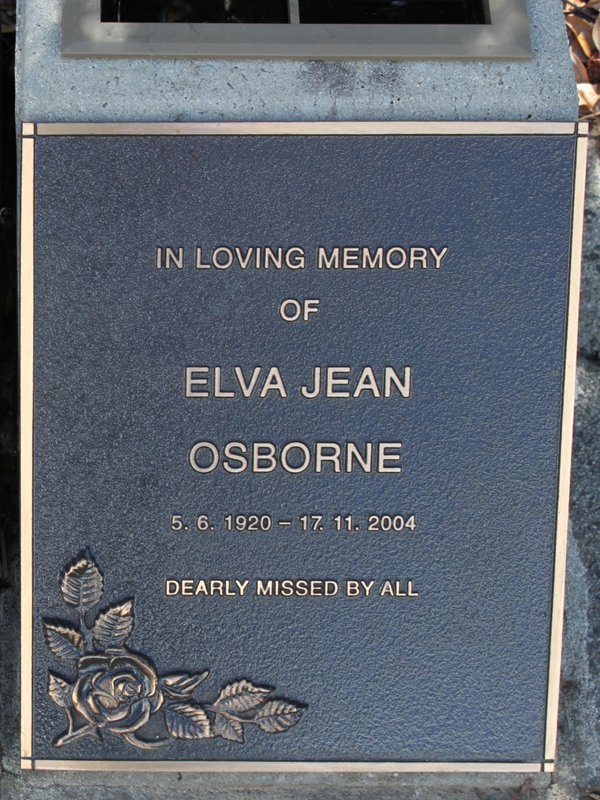 IN LOVING MEMORY
OF
ELVA JEAN
OSBORNE
5. 6. 1920 – 17. 11. 2004
DEARLY MISSED BY ALL